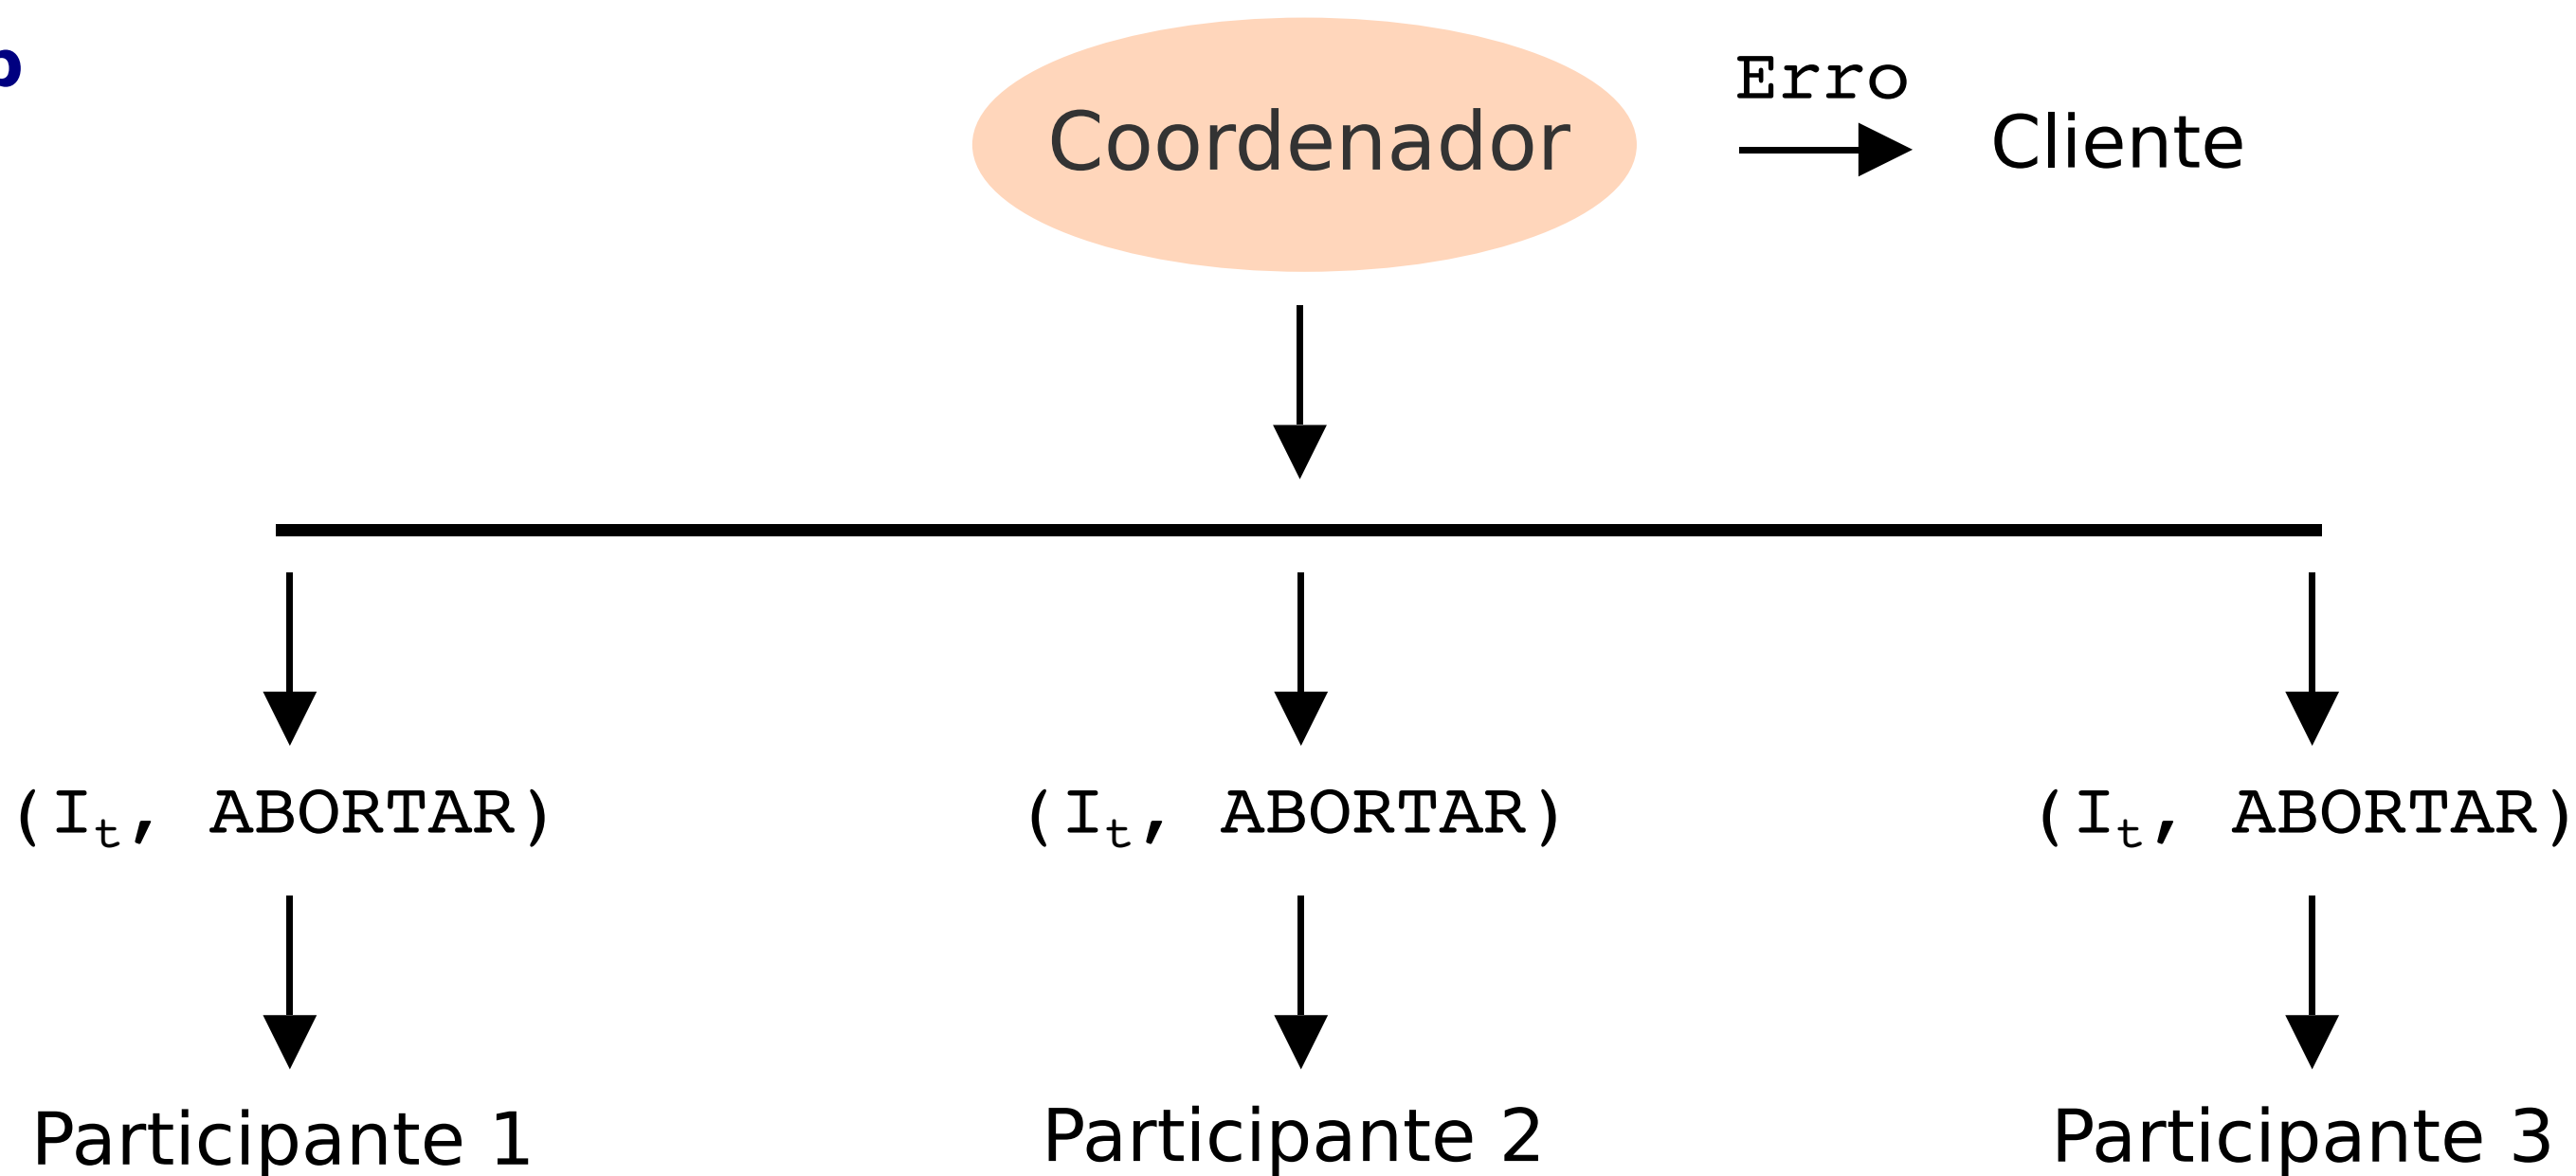 Erro
Coordenador Cliente
(Iₜ, ABORTAR) (Iₜ, ABORTAR) (Iₜ, ABORTAR)
Participante 1 Participante 2 Participante 3